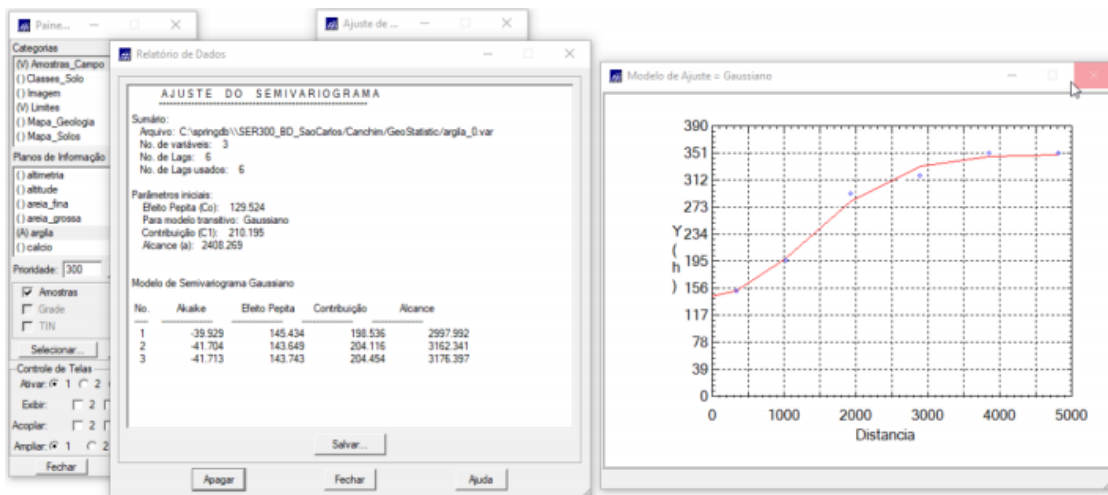 Paine...
Categorias
(V) Amostras_Campo
() Classes_Solo
() Imagem
(V) Limites
() Mapa_Geologia
() Mapa_Solos
Planos de Informação
() altimetria
() altitude
() areia_fina
() areia_grossa
(A) argila
() calcio
Prioridade: 300
Amostras
Grade
TIN
Selecionar...
Controle de Telas
Ativar: 1 2
Exibir: 2
Acoplar: 2
Ampliar: 1 2
Fechar
Ajuste de ...
Relatório de Dados
AJUSTE DO SEMIVARIOGRAMA
Sumário:
Arquivo: C:\springdb\\SER300_BD_SaoCarlos/Canchim/GeoStatistic/argila_0.var
No. de variáveis: 3
No. de Lags: 6
No. de Lags usados: 6
Parâmetros iniciais:
Efeito Pepita (Co): 129.524
Para modelo transitivo: Gaussiano
Contribuição (C1): 210.195
Alcance (a): 2408.269
Modelo de Semivariograma Gaussiano
No. Akaike Efeito Pepita Contribuição Alcance
1 -39.929 145.434 198.536 2997.992
2 -41.704 143.649 204.116 3162.341
3 -41.713 143.743 204.454 3176.397
Salvar...
Apagar Fechar Ajuda
Modelo de Ajuste = Gaussiano
390
351
312
273
234
195
156
117
78
39
0
Y
(
h
)
0 1000 2000 3000 4000 5000
Distancia